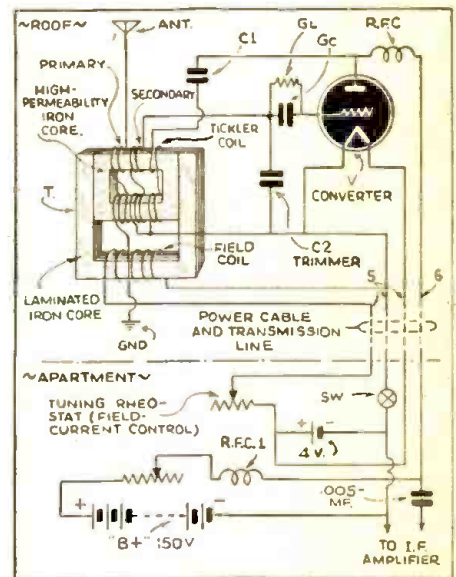 ~ROOF~
ANT.
C1
GL
GC
R.F.C
PRIMARY
HIGH-
PERMEABILITY
IRON
CORE.
SECONDARY
TICKLER
COIL
V
CONVERTER
T.
FIELD
COIL
C2
TRIMMER
5
6
LAMINATED
IRON CORE
GND
POWER CABLE
AND TRANSMISSION
LINE
~APARTMENT~
TUNING RHEO-
STAT (FIELD-
CURRENT CONTROL)
SW
+ -
4 V.
R.F.C.1
.005-
MF.
+ -
"B+" 150V
TO I.F.
AMPLIFIER